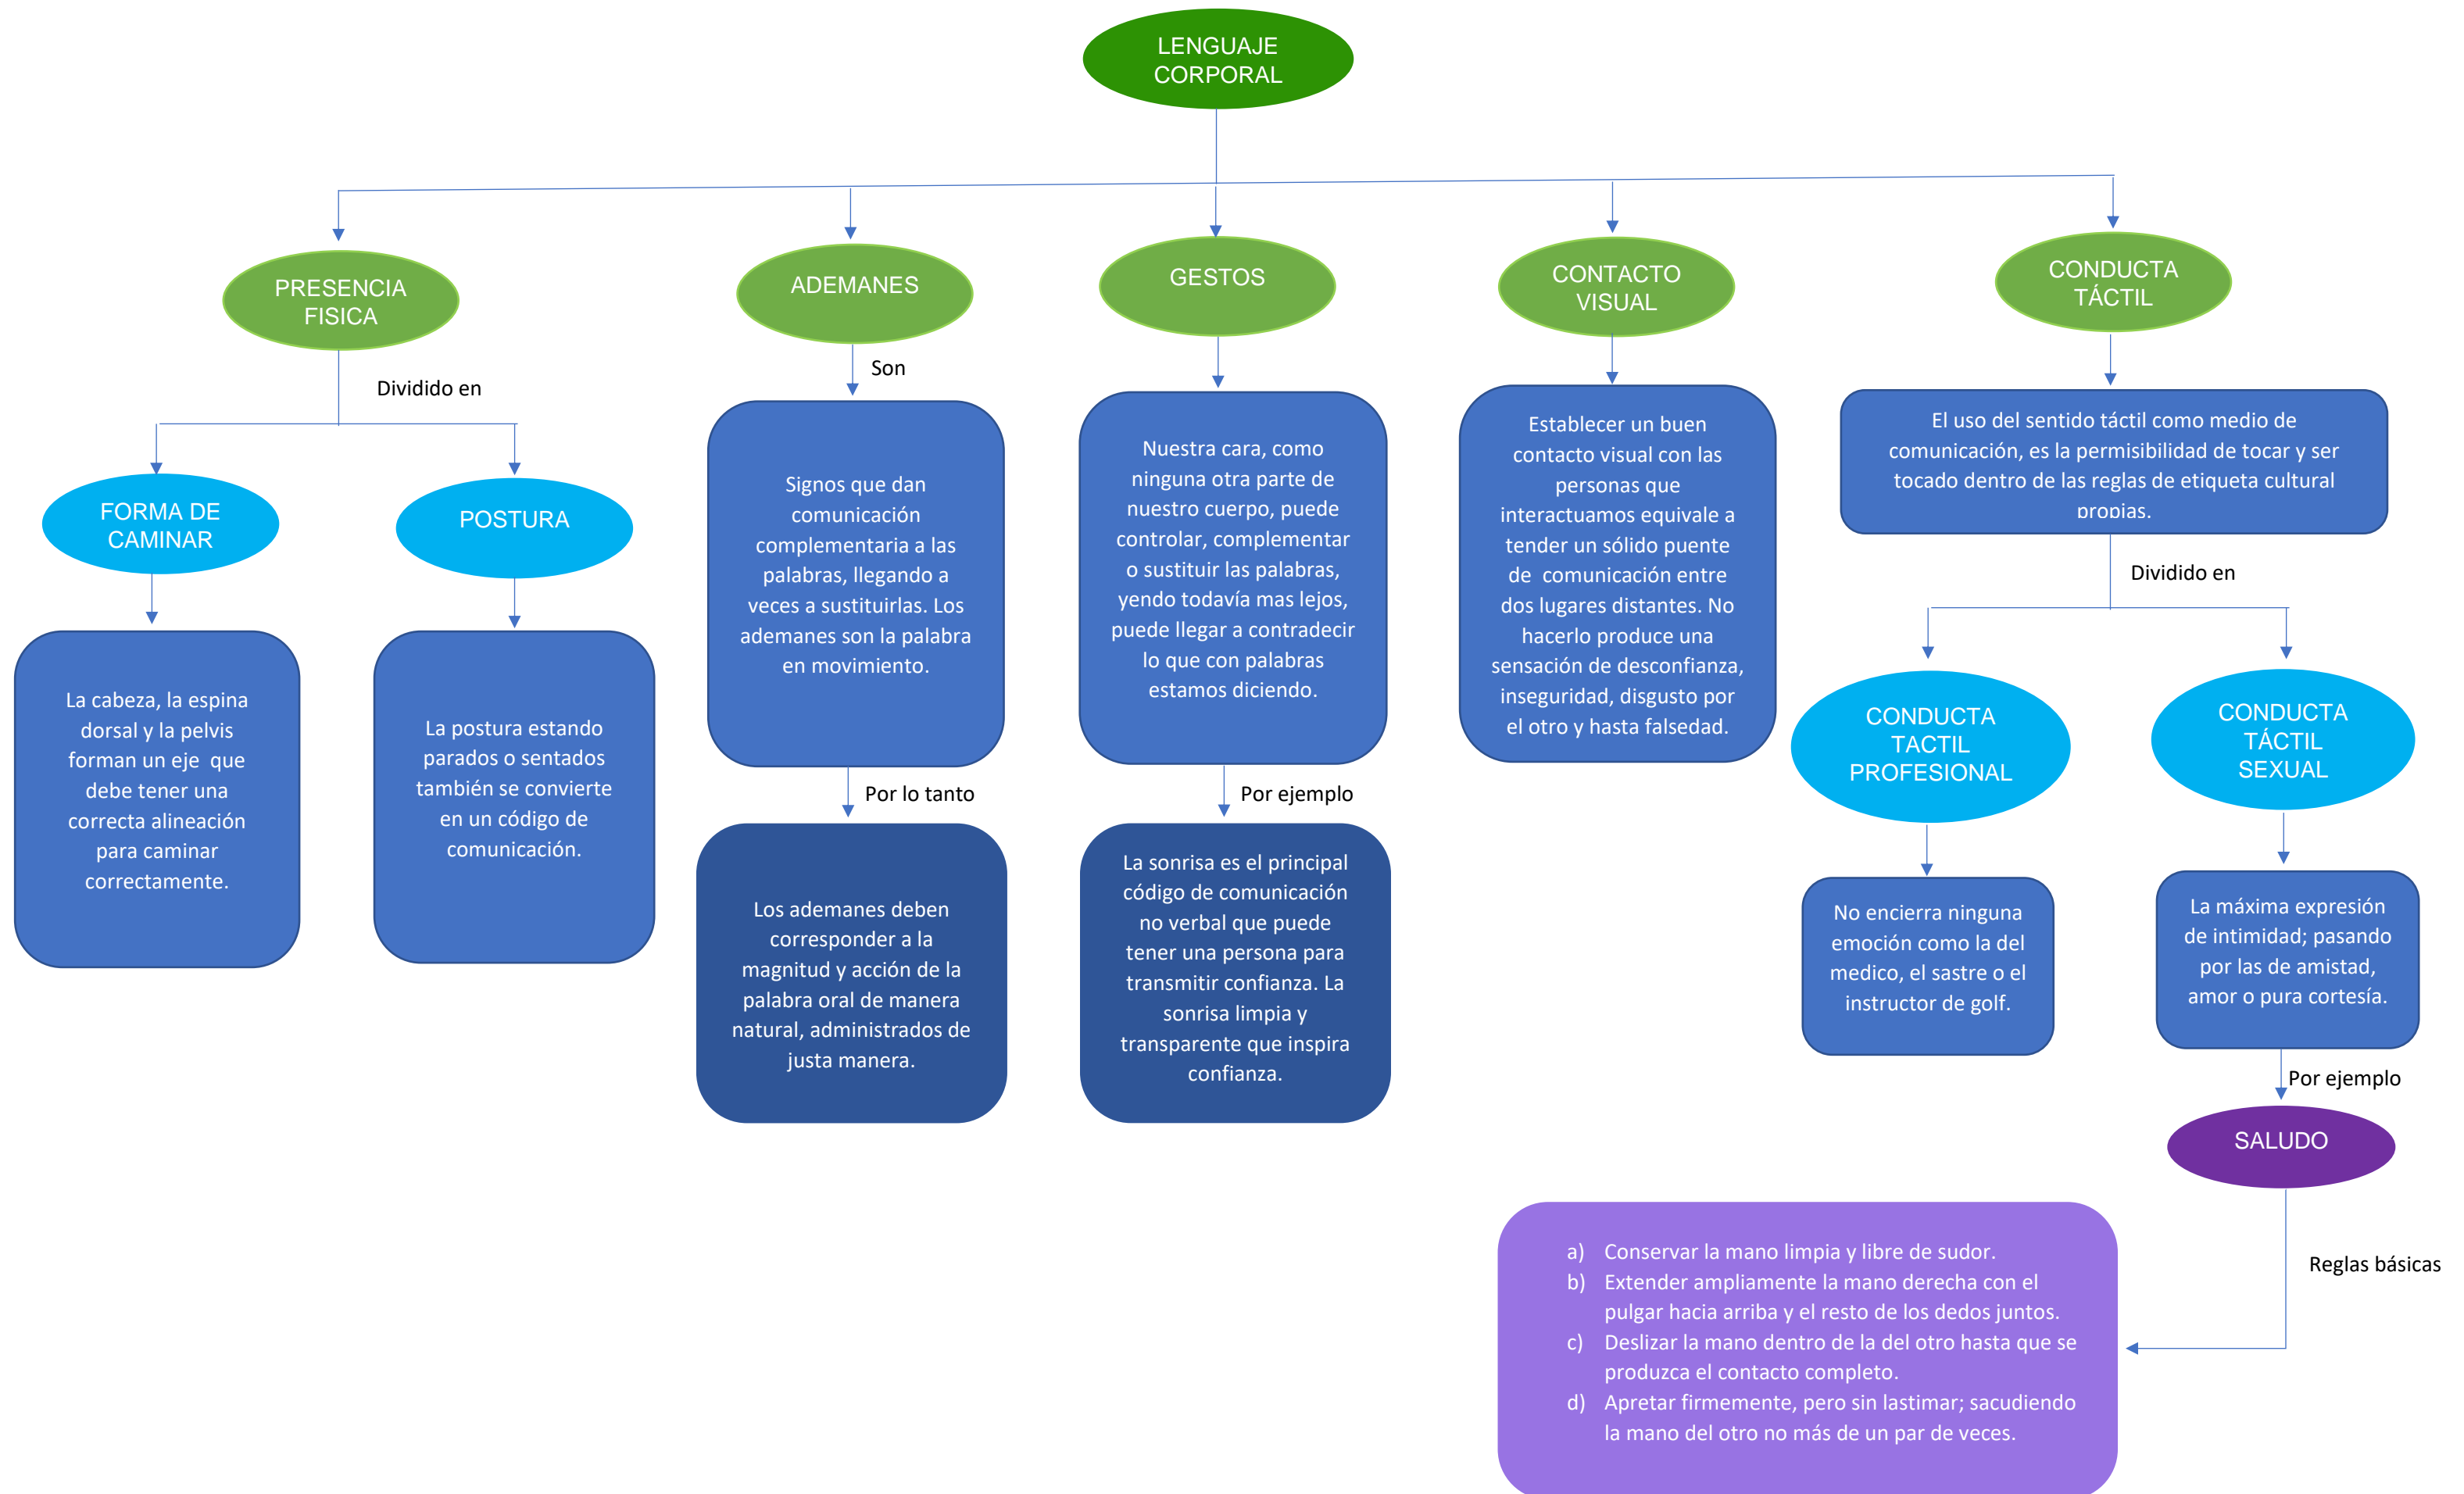 LENGUAJE
CORPORAL
PRESENCIA
FISICA
ADEMANES
GESTOS
CONTACTO
VISUAL
CONDUCTA
TÁCTIL
Dividido en
FORMA DE
CAMINAR
La cabeza, la espina
dorsal y la pelvis
forman un eje  que
debe tener una
correcta alineación
para caminar
correctamente.
POSTURA
La postura estando
parados o sentados
también se convierte
en un código de
comunicación.
Son
Signos que dan
comunicación
complementaria a las
palabras, llegando a
veces a sustituirlas. Los
ademanes son la palabra
en movimiento.
Por lo tanto
Los ademanes deben
corresponder a la
magnitud y acción de la
palabra oral de manera
natural, administrados de
justa manera.
Nuestra cara, como
ninguna otra parte de
nuestro cuerpo, puede
controlar, complementar
o sustituir las palabras,
yendo todavía mas lejos,
puede llegar a contradecir
lo que con palabras
estamos diciendo.
Por ejemplo
La sonrisa es el principal
código de comunicación
no verbal que puede
tener una persona para
transmitir confianza. La
sonrisa limpia y
transparente que inspira
confianza.
Establecer un buen
contacto visual con las
personas que
interactuamos equivale a
tender un sólido puente
de  comunicación entre
dos lugares distantes. No
hacerlo produce una
sensación de desconfianza,
inseguridad, disgusto por
el otro y hasta falsedad.
El uso del sentido táctil como medio de
comunicación, es la permisibilidad de tocar y ser
tocado dentro de las reglas de etiqueta cultural
propias.
Dividido en
CONDUCTA
TACTIL
PROFESIONAL
No encierra ninguna
emoción como la del
medico, el sastre o el
instructor de golf.
CONDUCTA
TÁCTIL
SEXUAL
La máxima expresión
de intimidad; pasando
por las de amistad,
amor o pura cortesía.
Por ejemplo
SALUDO
Reglas básicas
a) Conservar la mano limpia y libre de sudor.
b) Extender ampliamente la mano derecha con el
pulgar hacia arriba y el resto de los dedos juntos.
c) Deslizar la mano dentro de la del otro hasta que se
produzca el contacto completo.
d) Apretar firmemente, pero sin lastimar; sacudiendo
la mano del otro no más de un par de veces.